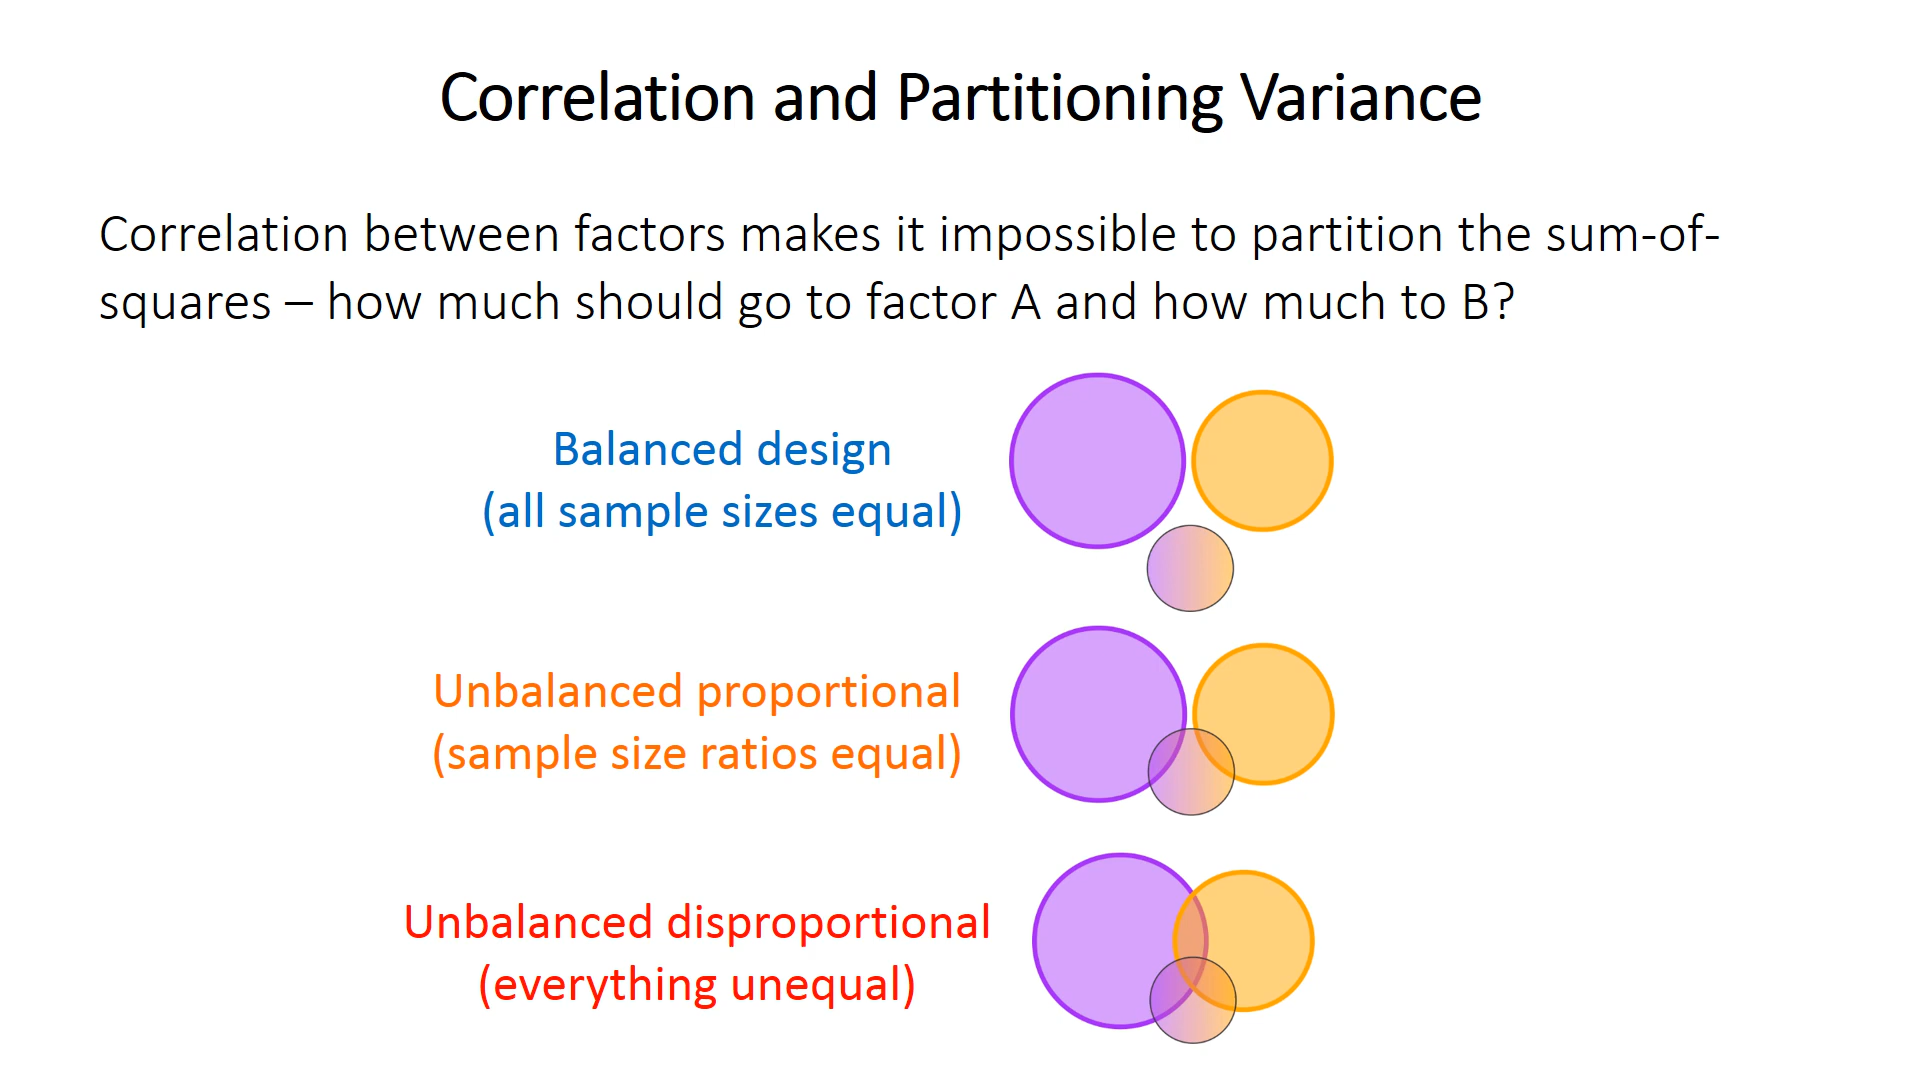 Correlation and Partitioning Variance
Correlation between factors makes it impossible to partition the sum-of-
squares – how much should go to factor A and how much to B?
Balanced design
(all sample sizes equal)
Unbalanced proportional
(sample size ratios equal)
Unbalanced disproportional
(everything unequal)